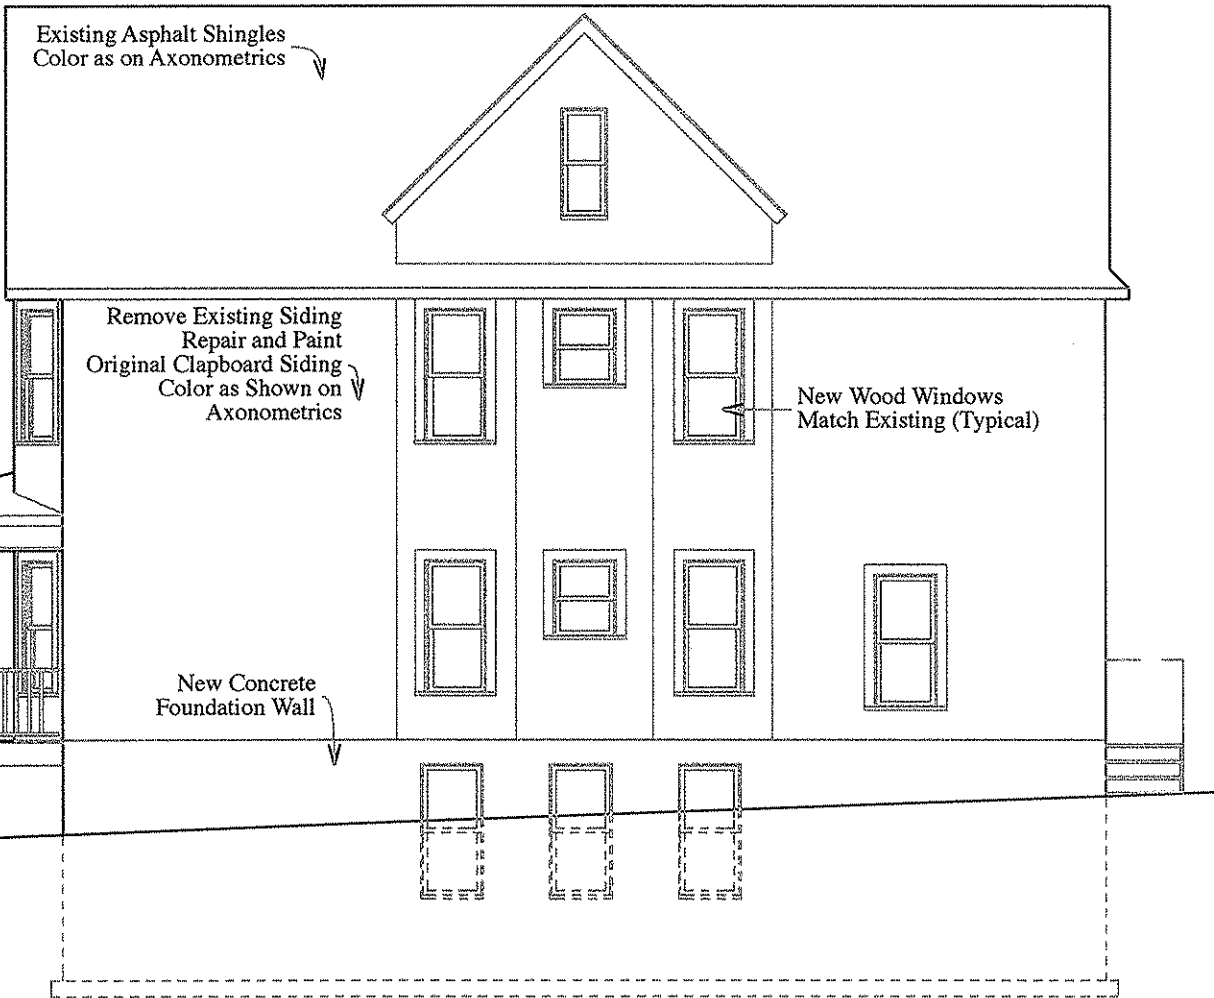 Existing Asphalt Shingles
Color as on Axonometrics
Remove Existing Siding
Repair and Paint
Original Clapboard Siding
Color as Shown on
Axonometrics
New Wood Windows
Match Existing (Typical)
New Concrete
Foundation Wall